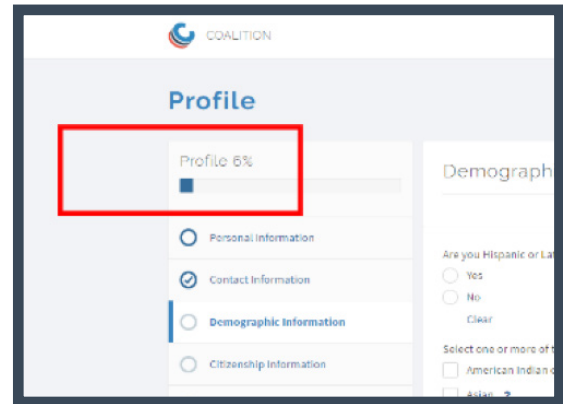 COALITION
Profile
Profile 6%
Personal Information
Contact Information
Demographic Information
Citizenship Information
Demograph
Are you Hispanic or Lat
Yes
No
Clear
Select one or more of t
American Indian o
Asian ?